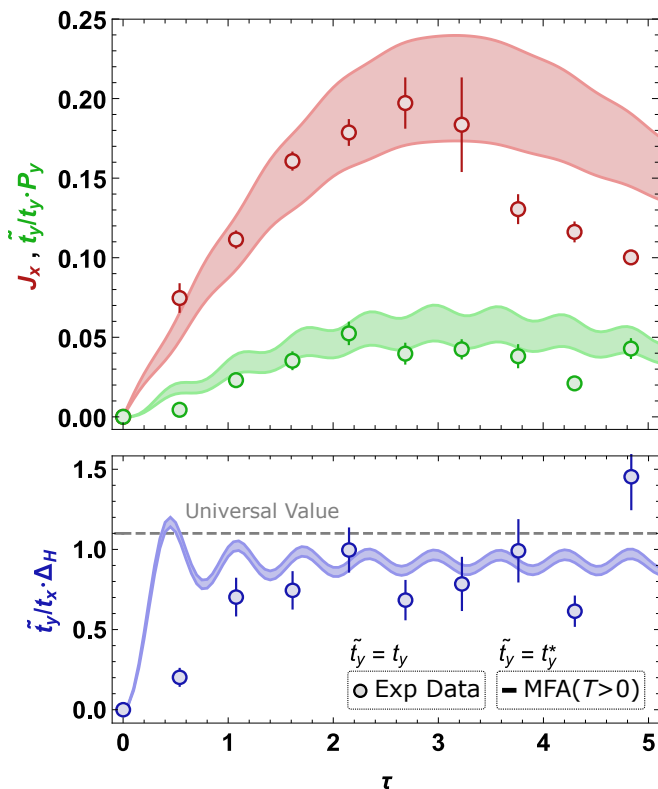 0.25
0.20
0.15
0.10
0.05
0.00
J_x , t̃_y/t_y·P_y
1.5
1.0
0.5
0.0
t̃_y/t_x·Δ_H
Universal Value
t̃_y = t_y t̃_y = t_y^*
Exp Data MFA(T>0)
0 1 2 3 4 5
τ